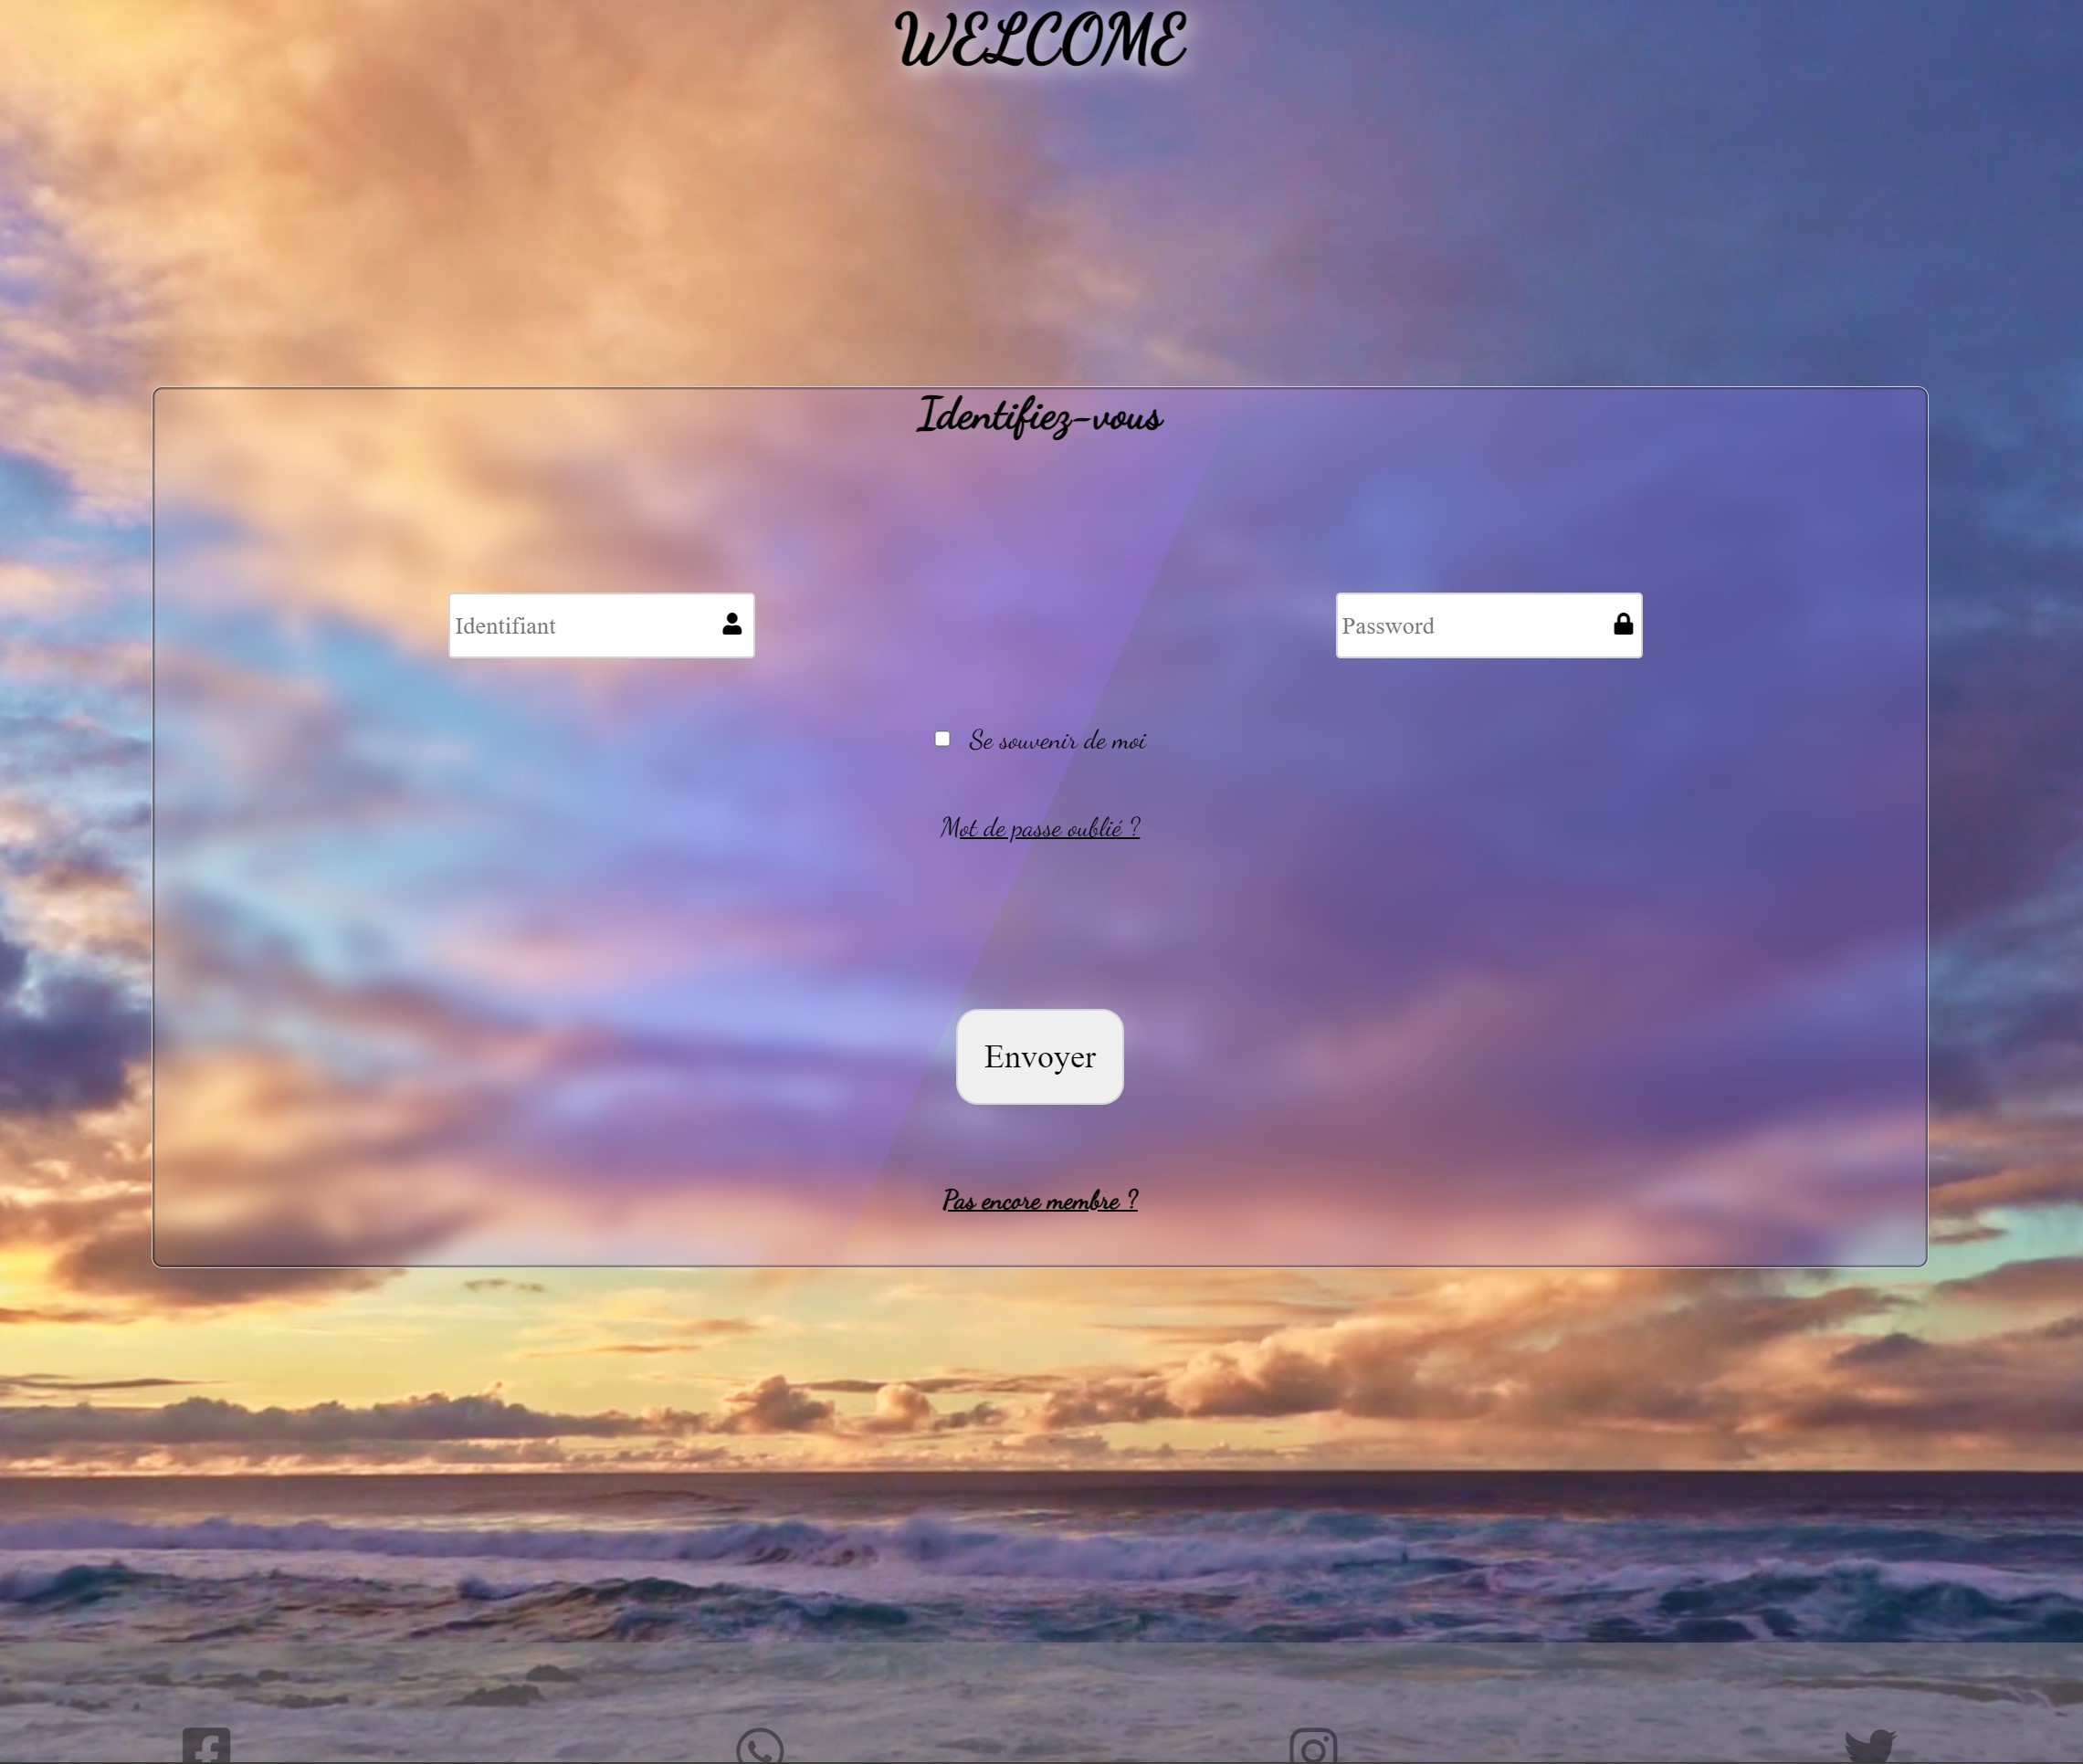 WELCOME
Identifiez-vous
Identifiant
Password
Se souvenir de moi
Mot de passe oublié ?
Envoyer
Pas encore membre ?